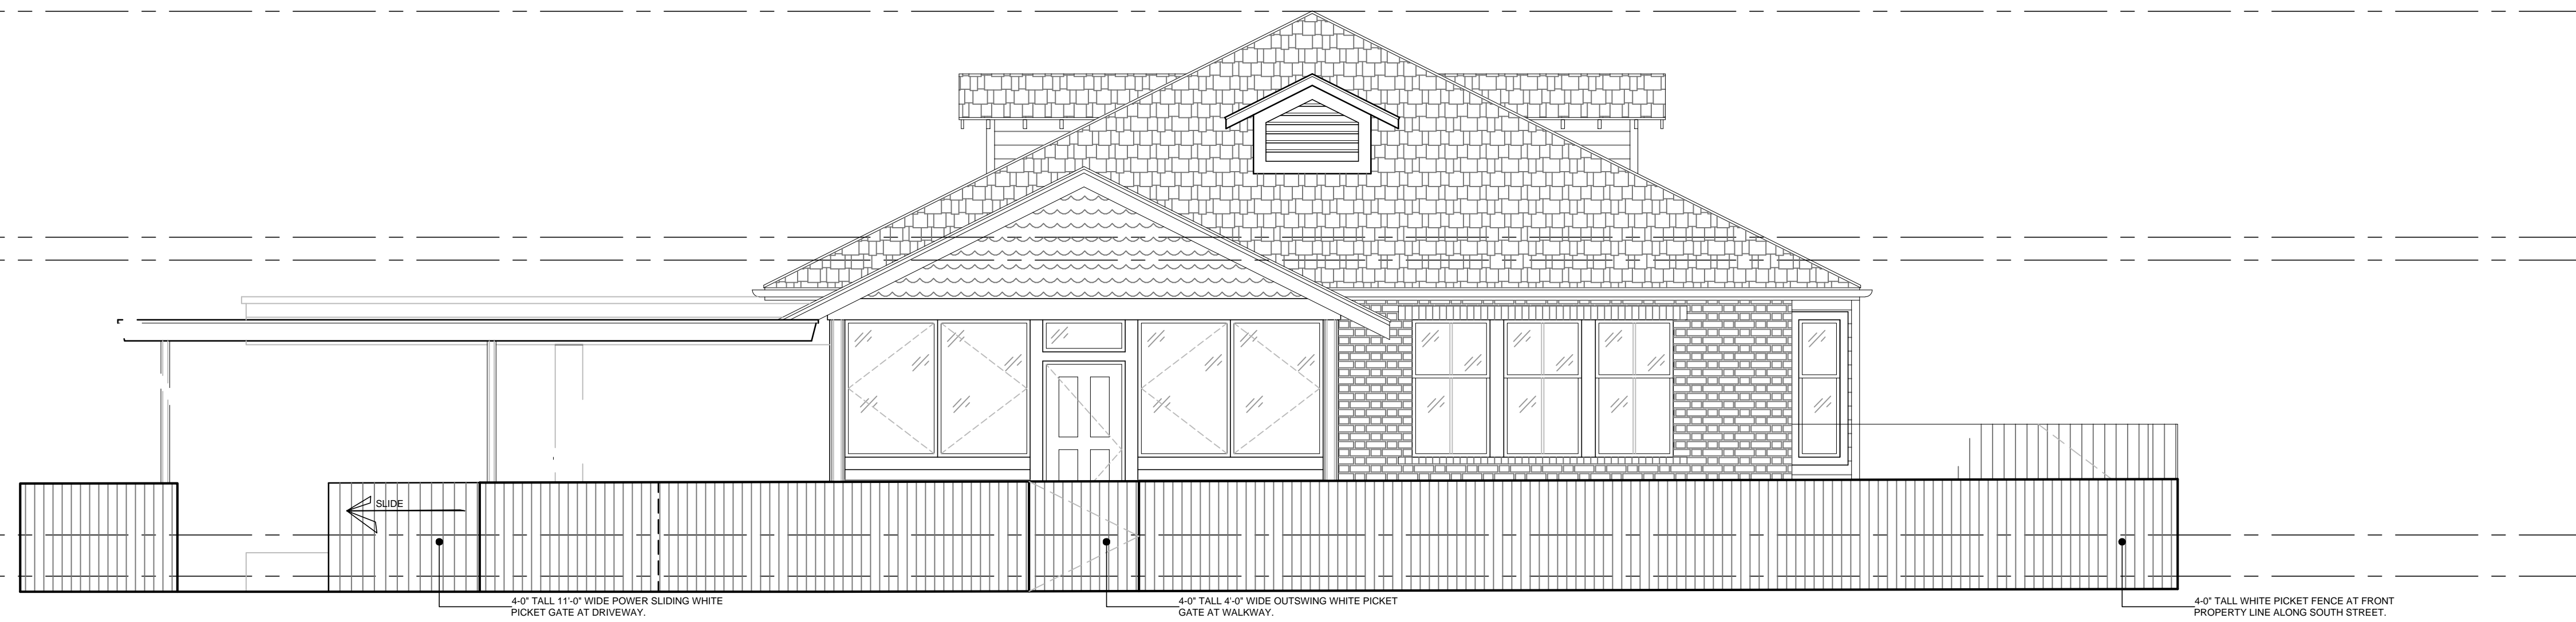 SLIDE
4-0" TALL 11'-0" WIDE POWER SLIDING WHITE
PICKET GATE AT DRIVEWAY.
4-0" TALL 4'-0" WIDE OUTSWING WHITE PICKET
GATE AT WALKWAY.
4-0" TALL WHITE PICKET FENCE AT FRONT
PROPERTY LINE ALONG SOUTH STREET.